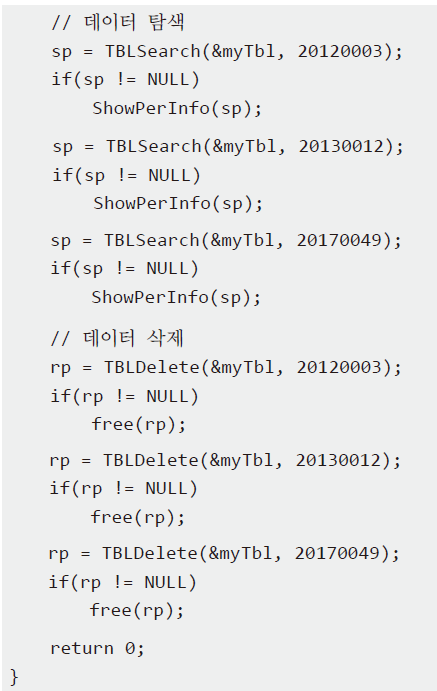 // 데이터 탐색
sp = TBLSearch(&myTbl, 20120003);
if(sp != NULL)
ShowPerInfo(sp);
sp = TBLSearch(&myTbl, 20130012);
if(sp != NULL)
ShowPerInfo(sp);
sp = TBLSearch(&myTbl, 20170049);
if(sp != NULL)
ShowPerInfo(sp);
// 데이터 삭제
rp = TBLDelete(&myTbl, 20120003);
if(rp != NULL)
free(rp);
rp = TBLDelete(&myTbl, 20130012);
if(rp != NULL)
free(rp);
rp = TBLDelete(&myTbl, 20170049);
if(rp != NULL)
free(rp);
return 0;
}